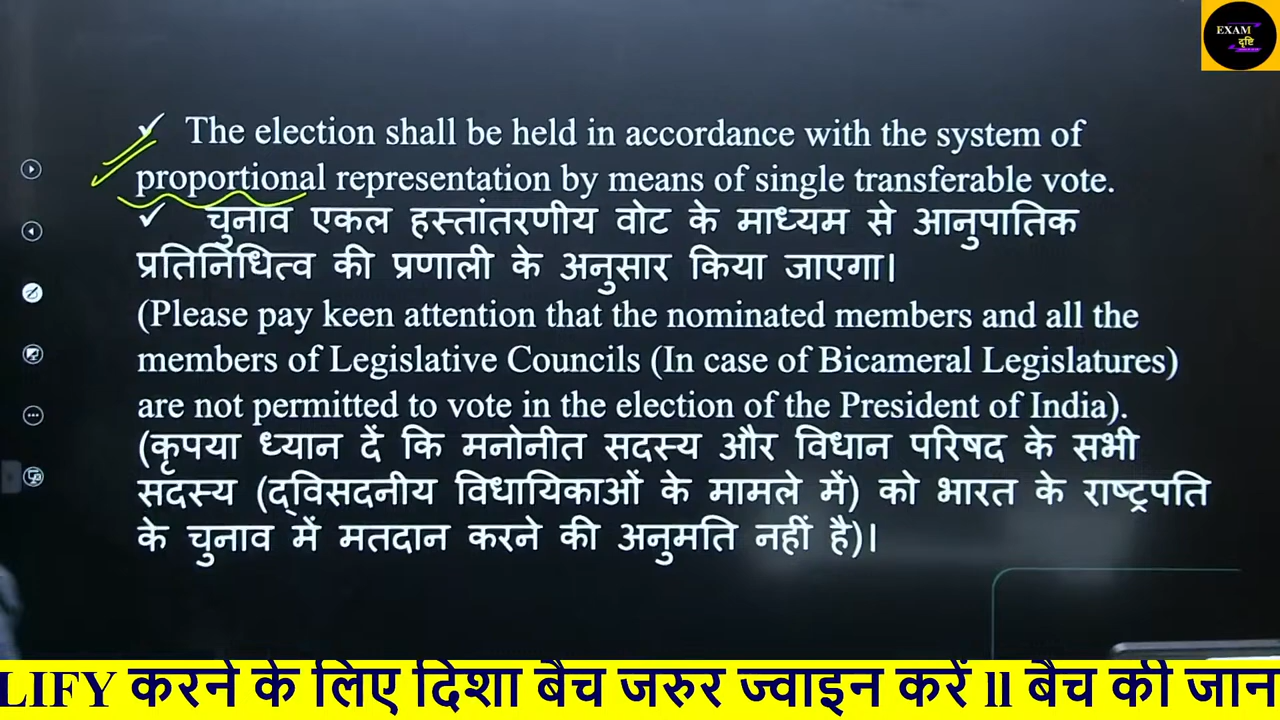 EXAM
दृष्टि
✓ The election shall be held in accordance with the system of
proportional representation by means of single transferable vote.
✓ चुनाव एकल हस्तांतरणीय वोट के माध्यम से आनुपातिक
प्रतिनिधित्व की प्रणाली के अनुसार किया जाएगा।
(Please pay keen attention that the nominated members and all the
members of Legislative Councils (In case of Bicameral Legislatures)
are not permitted to vote in the election of the President of India).
(कृपया ध्यान दें कि मनोनीत सदस्य और विधान परिषद के सभी
सदस्य (द्विसदनीय विधायिकाओं के मामले में) को भारत के राष्ट्रपति
के चुनाव में मतदान करने की अनुमति नहीं है)।
LIFY करने के लिए दिशा बैच जरुर ज्वाइन करें ll बैच की जान